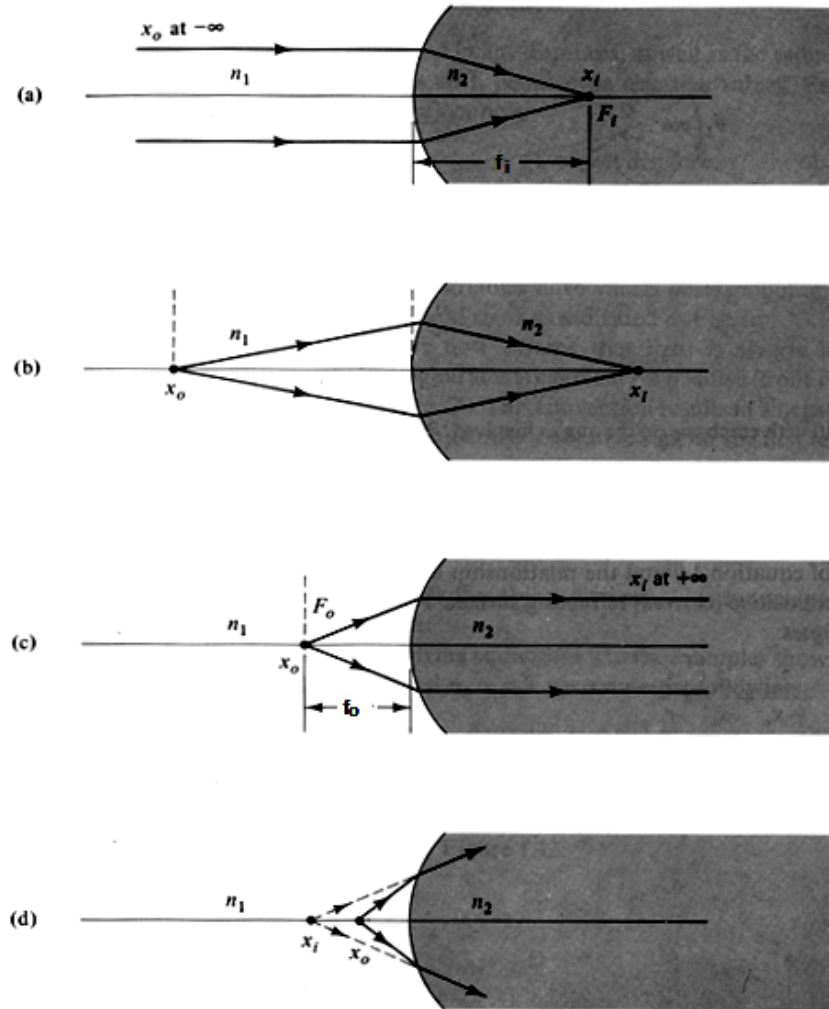 x_o at −∞
n_1
n_2
x_i
(a)
F_i
f_i
n_1
n_2
(b)
x_o
x_i
x_i at +∞
F_o
n_1
n_2
(c)
x_o
f_o
n_1
n_2
(d)
x_i
x_o